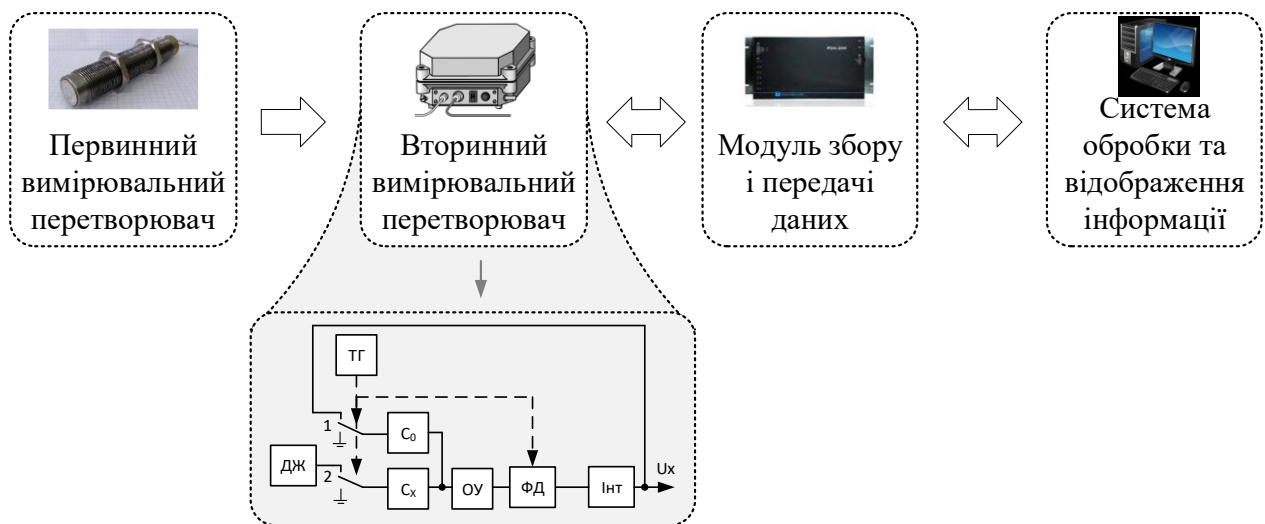 Первинний
вимірювальний
перетворювач
Вторинний
вимірювальний
перетворювач
Модуль збору
і передачі
даних
Система
обробки та
відображення
інформації
ТГ
1
C₀
ДЖ
2
Cₓ
ОУ
ФД
Інт
Uх